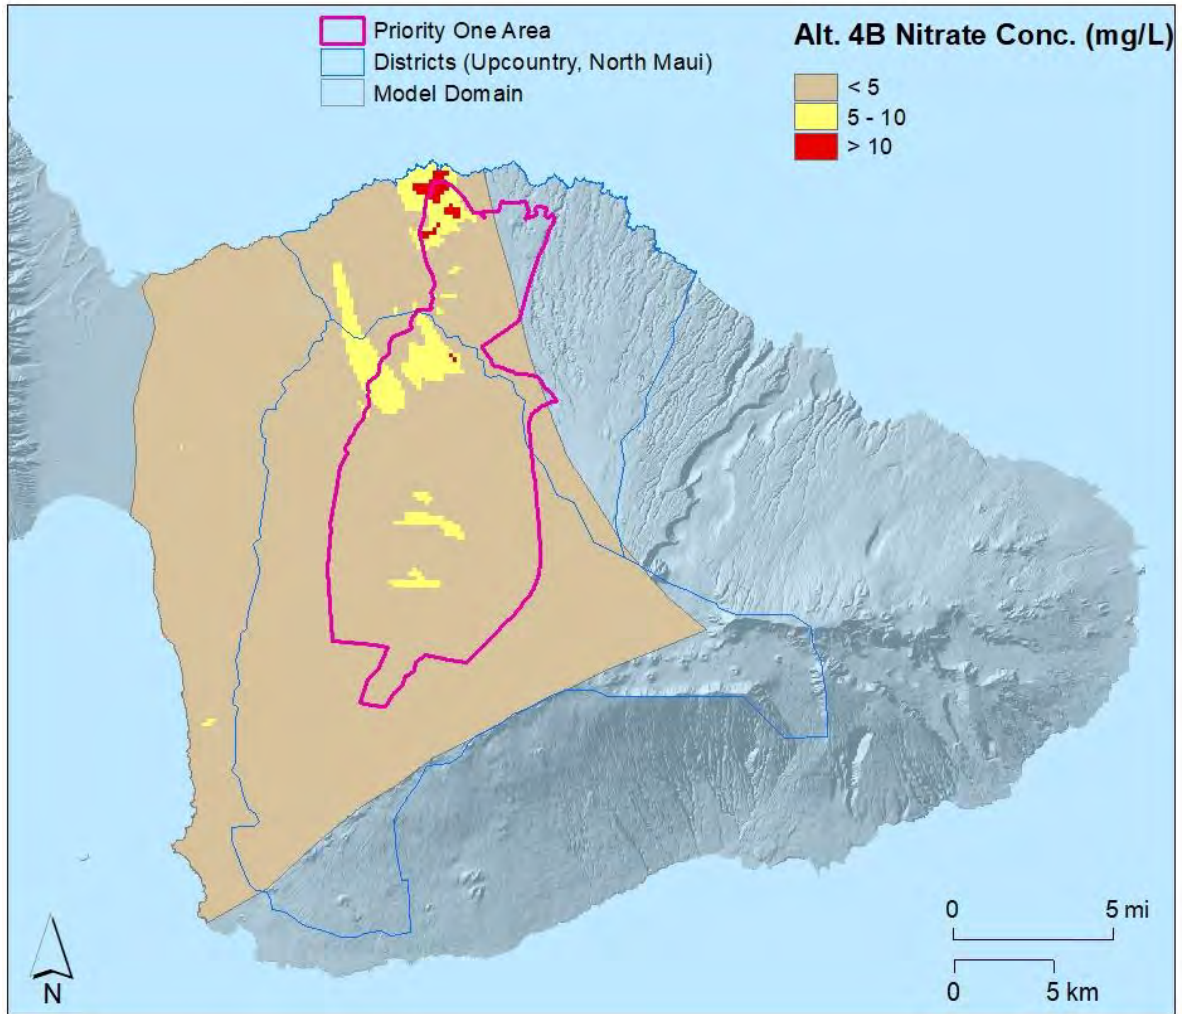 Priority One Area
Districts (Upcountry, North Maui)
Model Domain
Alt. 4B Nitrate Conc. (mg/L)
< 5
5 - 10
> 10
0 5 mi
0 5 km
N